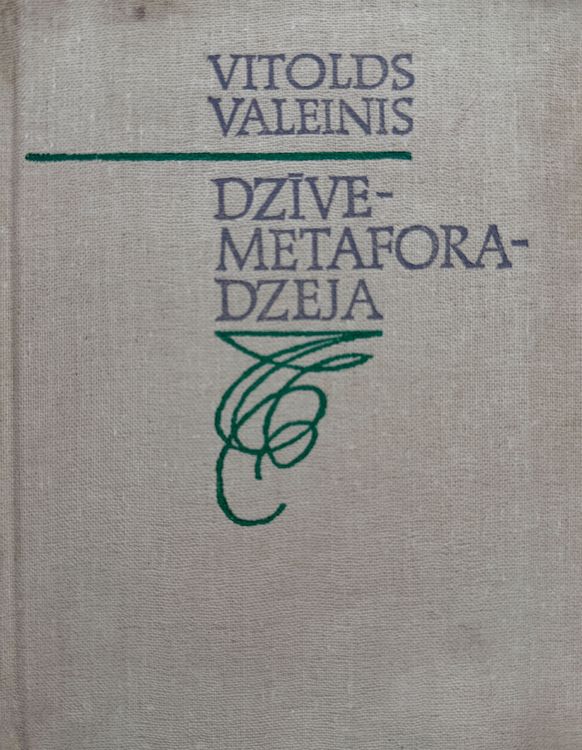 VITOLDS
VALEINIS
DZĪVE-
METAFORA-
DZEJA